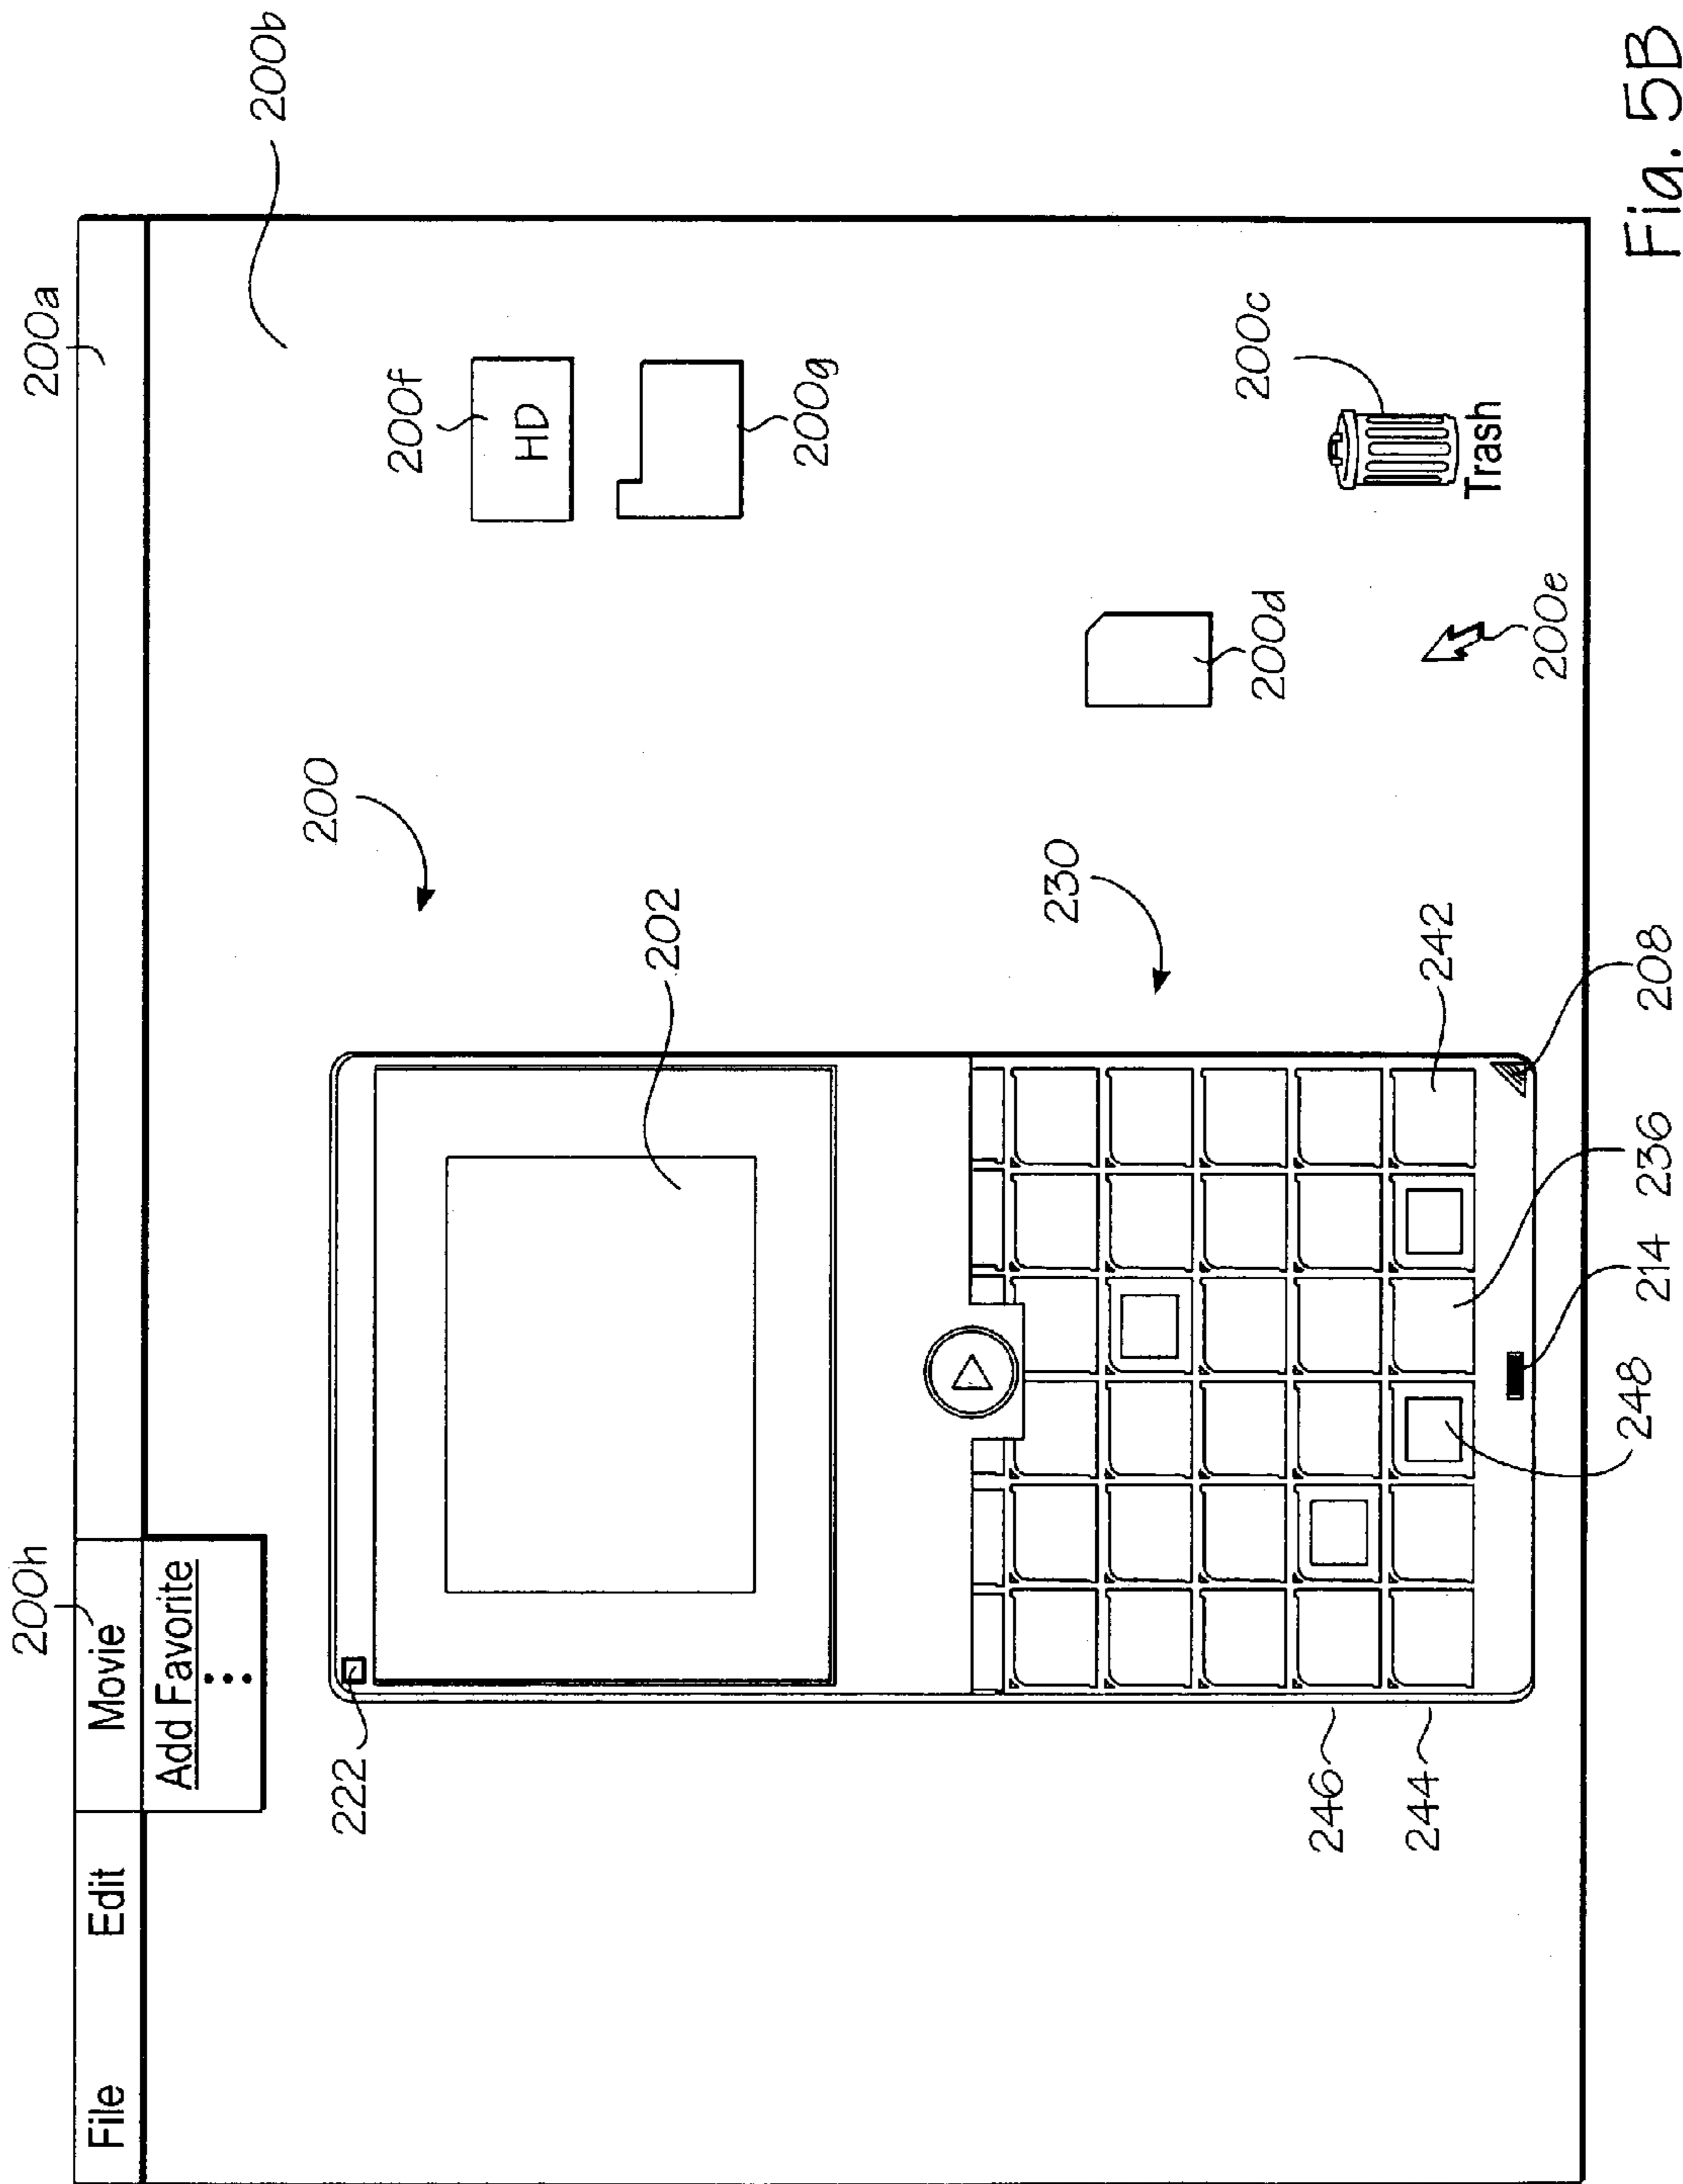 200h
200a
File Edit Movie
Add Favorite
200b
222
200
200f
HD
202
200g
230
200d
246
242
200c
244
Trash
200e
248 214 236 208
Fig. 5B